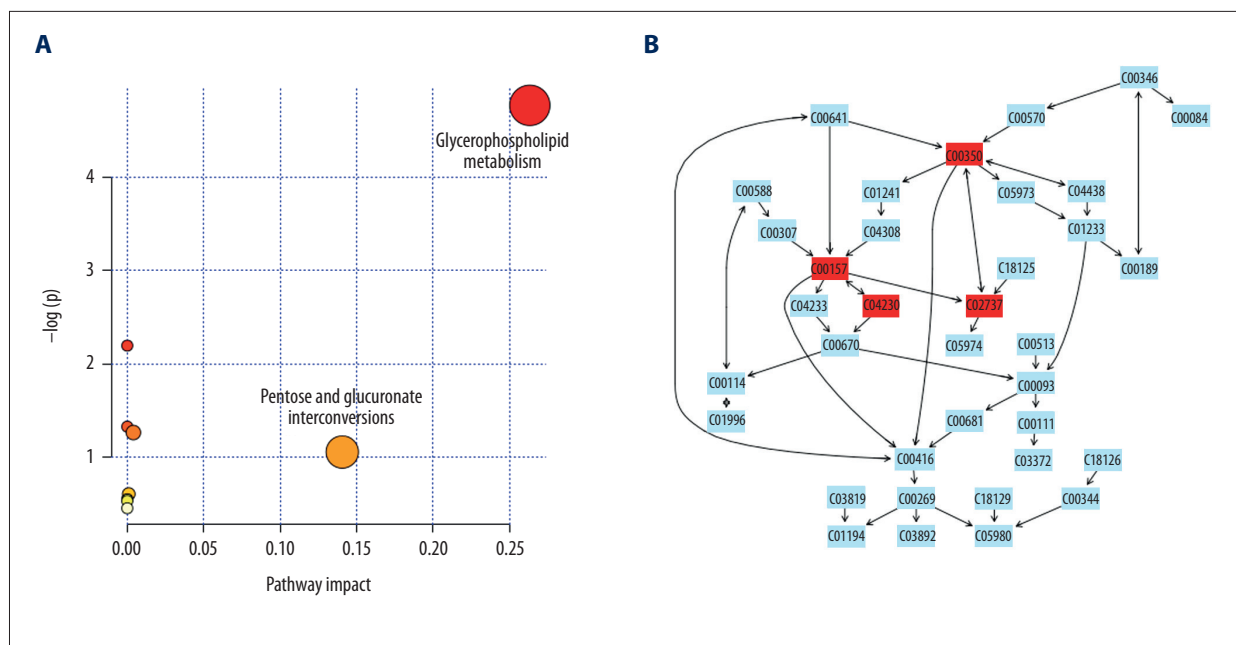 A
Glycerophospholipid
metabolism
4
3
2
1
–log (p)
Pentose and glucuronate
interconversions
0.00 0.05 0.10 0.15 0.20 0.25
Pathway impact
B
C00346
C00641 C00570 C00084
C00350
C00588 C01241 C05973 C04438
C00307 C04308 C01233
C00157 C18125 C00189
C04233 C04230 C02737
C00670 C05974 C00513
C00114 C00093
C01996 C00681 C00111
C00416 C03372 C18126
C03819 C00269 C18129 C00344
C01194 C03892 C05980